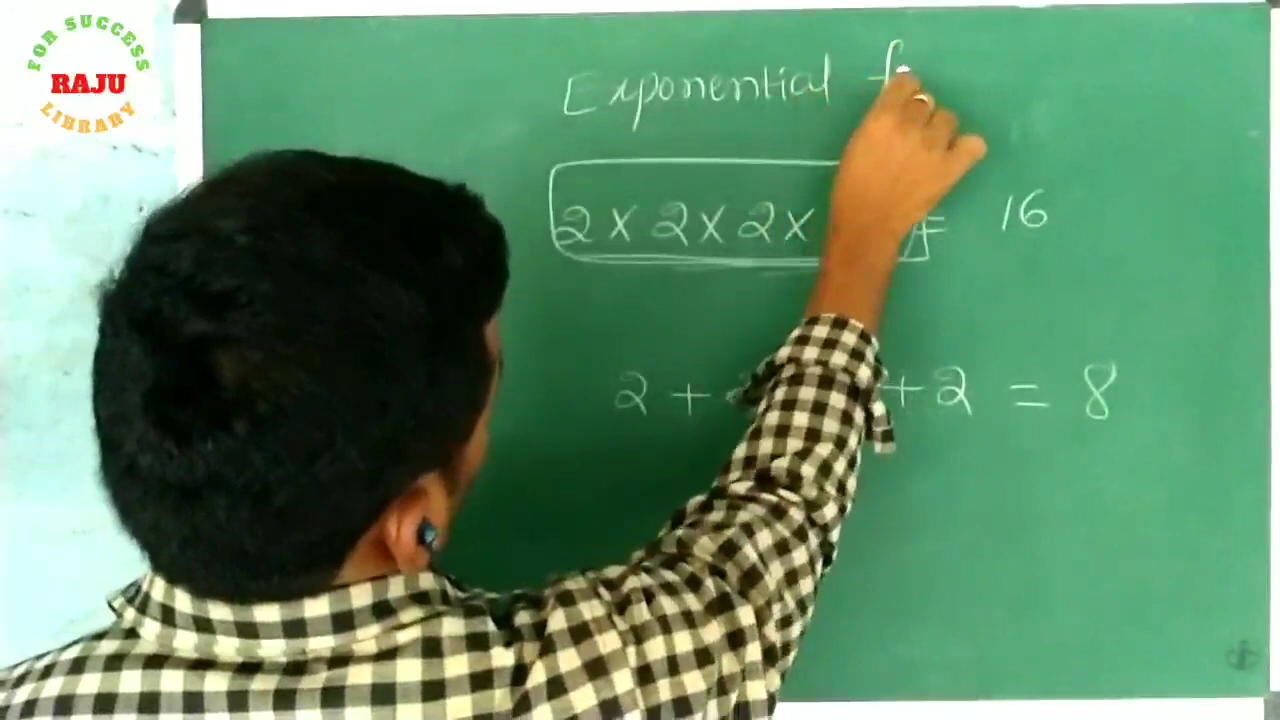 FOR SUCCESS
RAJU
LIBRARY
Exponential f
2 x 2 x 2 x = 16
2 + + 2 = 8